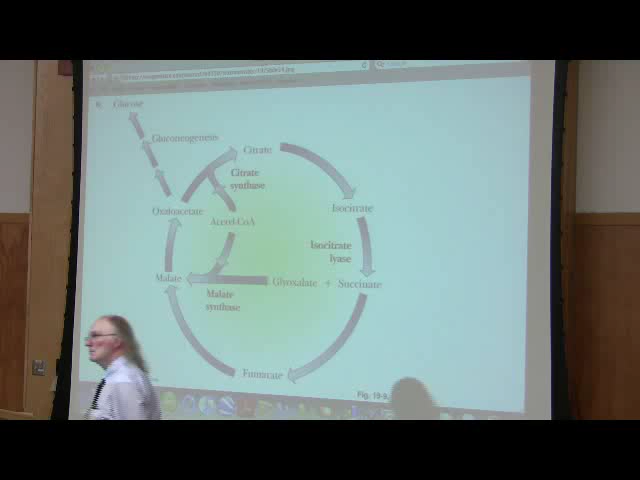 Glucose
Gluconeogenesis
Citrate
Citrate
synthase
Oxaloacetate
Acetyl-CoA
Isocitrate
Isocitrate
lyase
Malate
Glyoxalate + Succinate
Malate
synthase
Fumarate
Fig. 19-9,